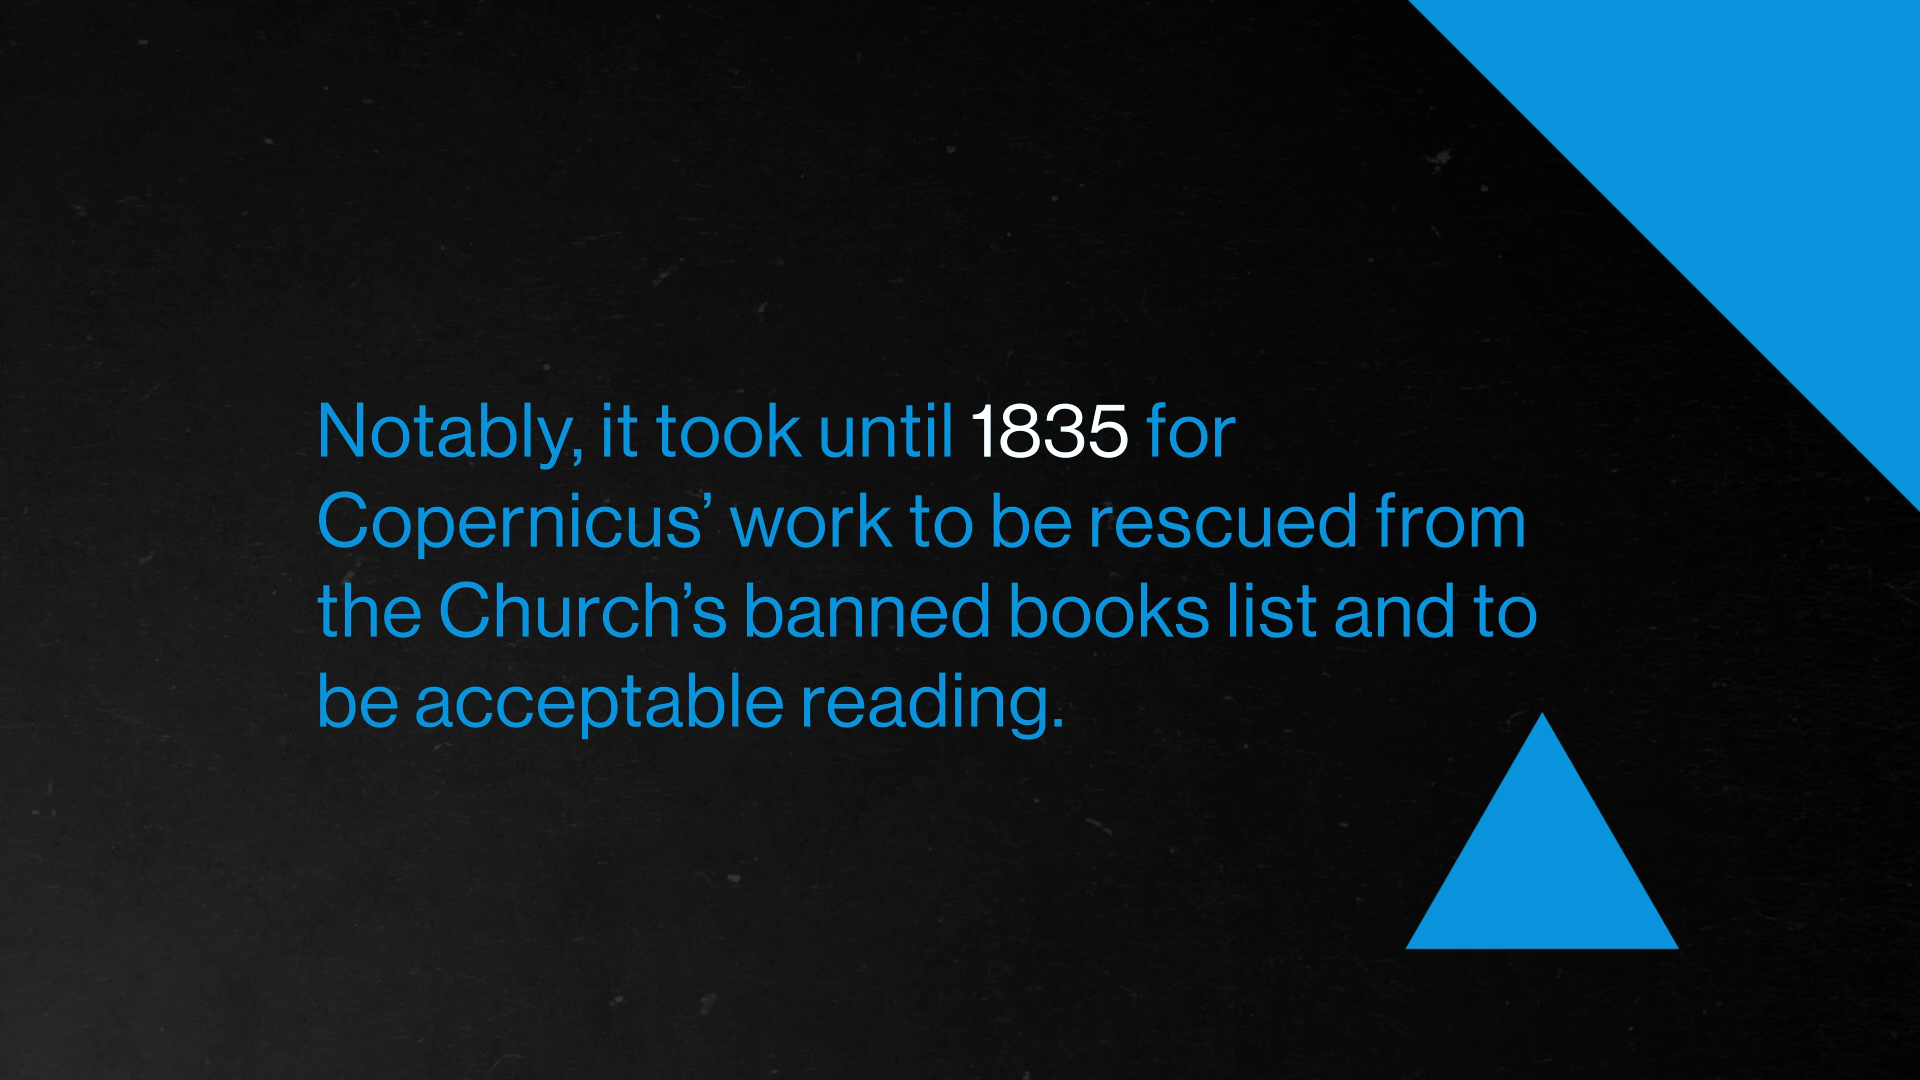 Notably, it took until 1835 for
Copernicus’ work to be rescued from
the Church’s banned books list and to
be acceptable reading.